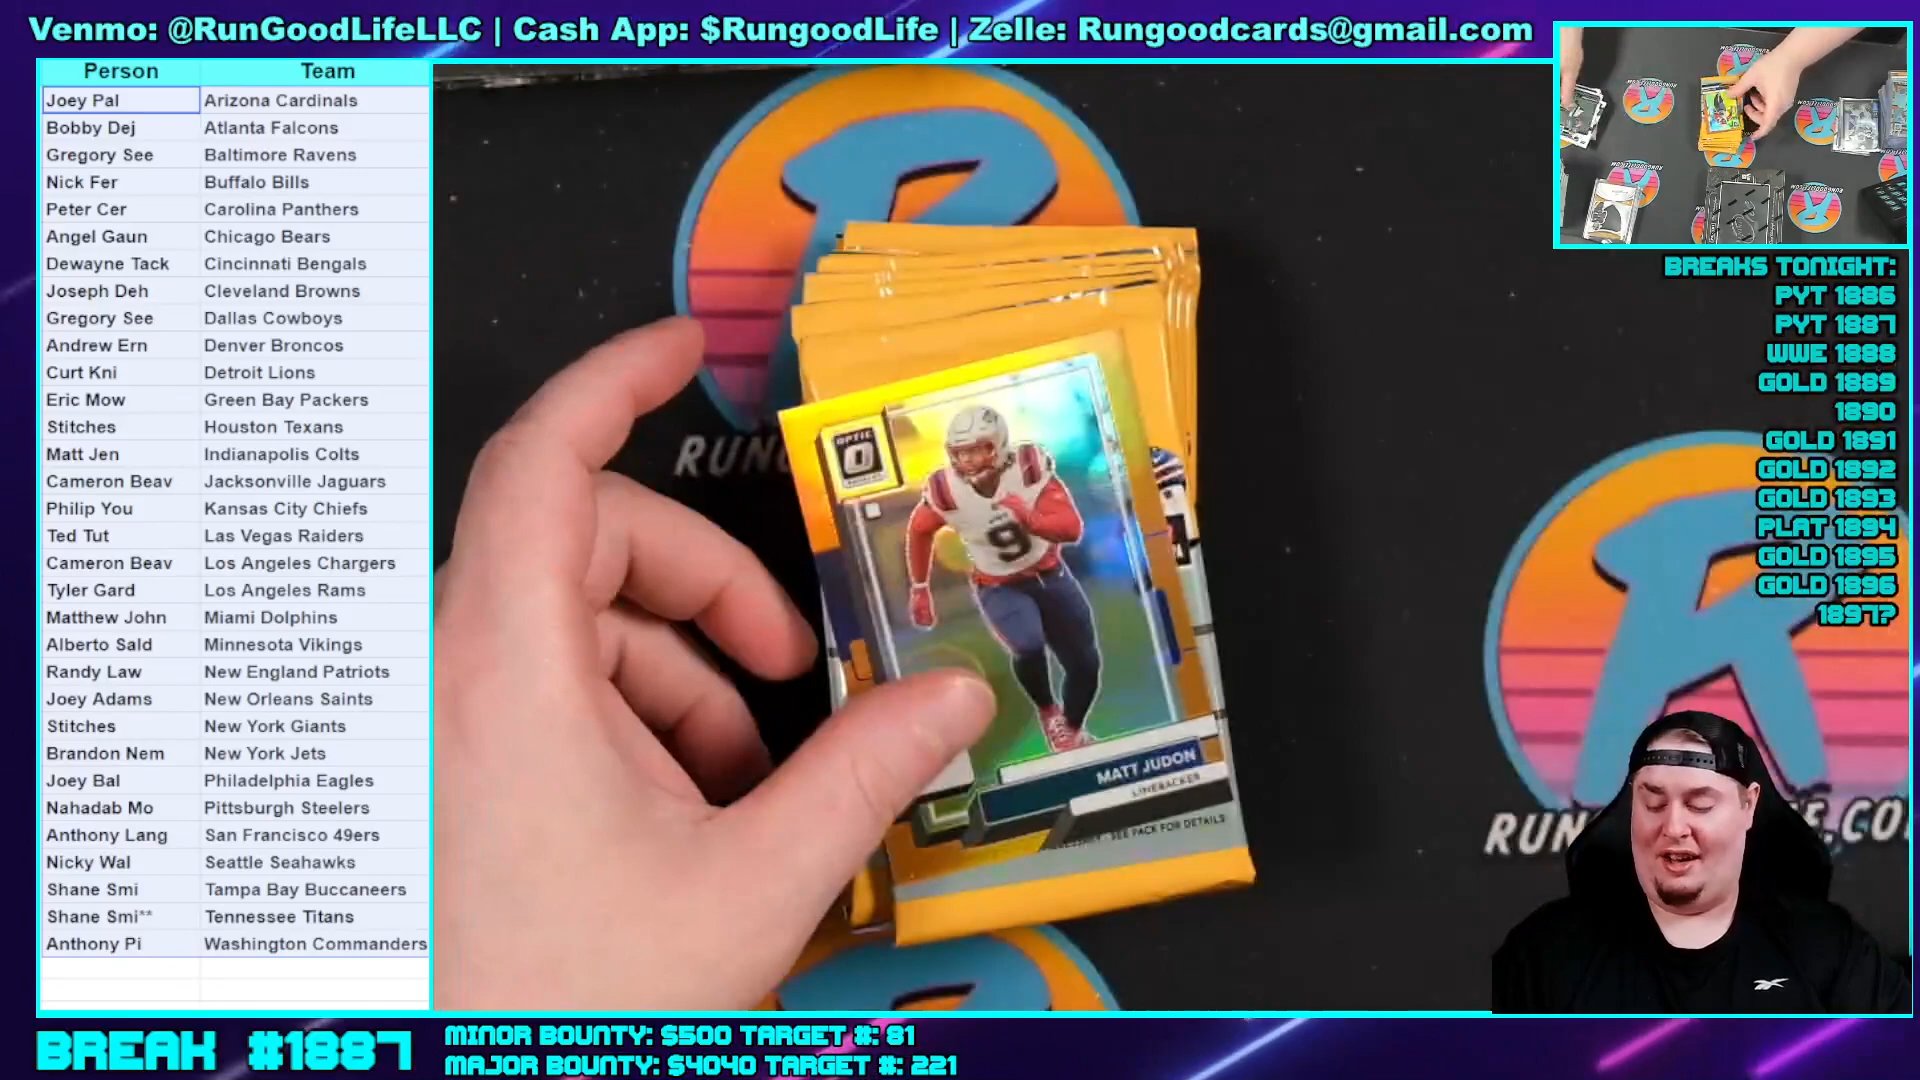 Venmo: @RunGoodLifeLLC | Cash App: $RungoodLife | Zelle: Rungoodcards@gmail.com
Person Team
Joey Pal Arizona Cardinals
Bobby Dej Atlanta Falcons
Gregory See Baltimore Ravens
Nick Fer Buffalo Bills
Peter Cer Carolina Panthers
Angel Gaun Chicago Bears
Dewayne Tack Cincinnati Bengals
Joseph Deh Cleveland Browns
Gregory See Dallas Cowboys
Andrew Ern Denver Broncos
Curt Kni Detroit Lions
Eric Mow Green Bay Packers
Stitches Houston Texans
Matt Jen Indianapolis Colts
Cameron Beav Jacksonville Jaguars
Philip You Kansas City Chiefs
Ted Tut Las Vegas Raiders
Cameron Beav Los Angeles Chargers
Tyler Gard Los Angeles Rams
Matthew John Miami Dolphins
Alberto Sald Minnesota Vikings
Randy Law New England Patriots
Joey Adams New Orleans Saints
Stitches New York Giants
Brandon Nem New York Jets
Joey Bal Philadelphia Eagles
Nahadab Mo Pittsburgh Steelers
Anthony Lang San Francisco 49ers
Nicky Wal Seattle Seahawks
Shane Smi Tampa Bay Buccaneers
Shane Smi** Tennessee Titans
Anthony Pi Washington Commanders
OPTIC
9
MATT JUDON
LINEBACKER
SEE PACK FOR DETAILS
BREAKS TONIGHT:
PYT 1886
PYT 1887
WWE 1888
GOLD 1889
1890
GOLD 1891
GOLD 1892
GOLD 1893
PLAT 1894
GOLD 1895
GOLD 1896
1897?
BREAK #1887
MINOR BOUNTY: $500 TARGET #: 81
MAJOR BOUNTY: $4040 TARGET #: 221